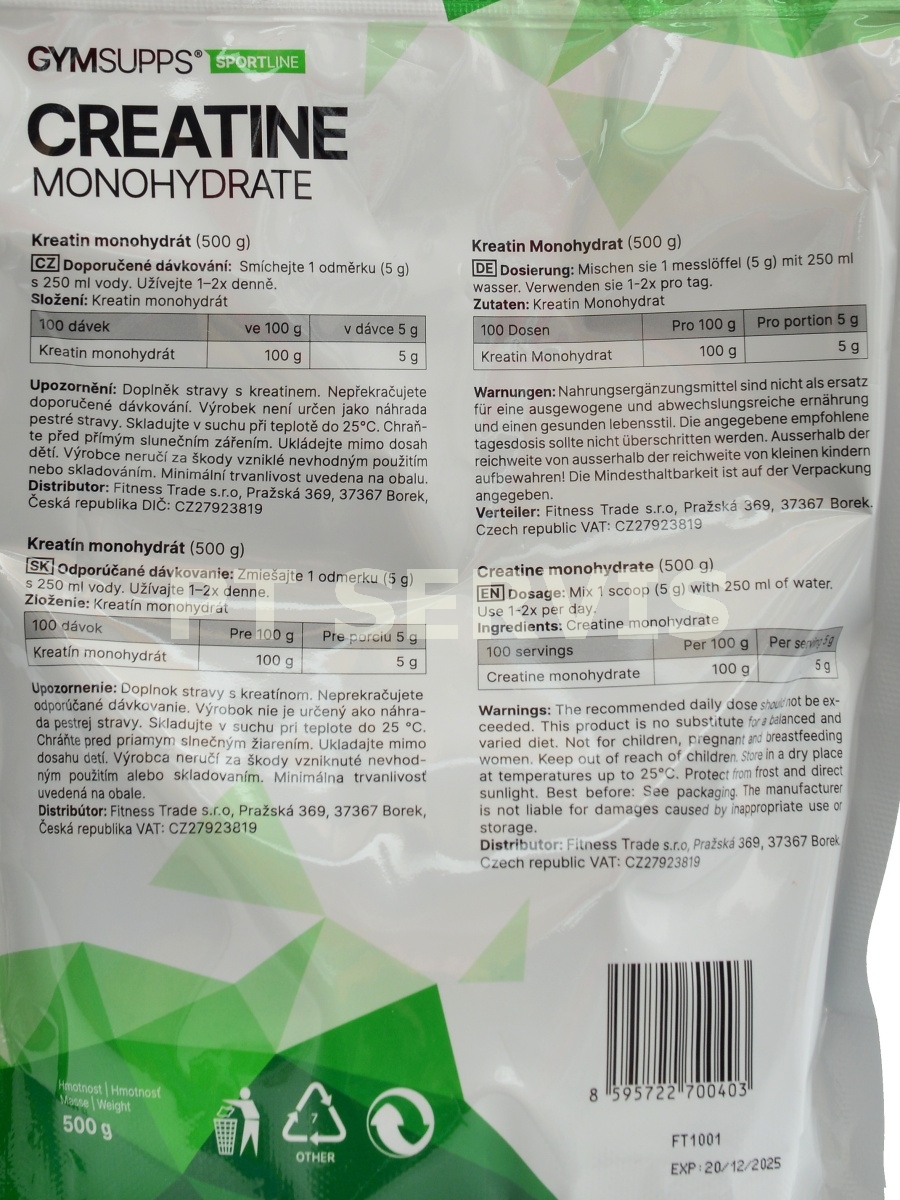 GYMSUPPS® SPORTLINE
CREATINE
MONOHYDRATE
Kreatin monohydrát (500 g)
CZ Doporučené dávkování: Smíchejte 1 odměrku (5 g)
s 250 ml vody. Užívejte 1–2x denně.
Složení: Kreatin monohydrát
100 dávek ve 100 g v dávce 5 g
Kreatin monohydrát 100 g 5 g
Upozornění: Doplněk stravy s kreatinem. Nepřekračujete
doporučené dávkování. Výrobek není určen jako náhrada
pestré stravy. Skladujte v suchu při teplotě do 25°C. Chraň-
te před přímým slunečním zářením. Ukládejte mimo dosah
dětí. Výrobce neručí za škody vzniklé nevhodným použitím
nebo skladováním. Minimální trvanlivost uvedena na obalu.
Distributor: Fitness Trade s.r.o, Pražská 369, 37367 Borek,
Česká republika DIČ: CZ27923819
Kreatín monohydrát (500 g)
SK Odporúčané dávkovanie: Zmiešajte 1 odmerku (5 g)
s 250 ml vody. Užívajte 1–2x denne.
Zloženie: Kreatín monohydrát
100 dávok Pre 100 g Pre porciu 5 g
Kreatín monohydrát 100 g 5 g
Upozornenie: Doplnok stravy s kreatínom. Neprekračujete
odporúčané dávkovanie. Výrobok nie je určený ako náhra-
da pestrej stravy. Skladujte v suchu pri teplote do 25 °C.
Chráňte pred priamym slnečným žiarením. Ukladajte mimo
dosahu detí. Výrobca neručí za škody vzniknuté nevhod-
ným použitím alebo skladovaním. Minimálna trvanlivosť
uvedená na obale.
Distribútor: Fitness Trade s.r.o, Pražská 369, 37367 Borek,
Česká republika VAT: CZ27923819
Kreatin Monohydrat (500 g)
DE Dosierung: Mischen sie 1 messlöffel (5 g) mit 250 ml
wasser. Verwenden sie 1-2x pro tag.
Zutaten: Kreatin Monohydrat
100 Dosen Pro 100 g Pro portion 5 g
Kreatin Monohydrat 100 g 5 g
Warnungen: Nahrungsergänzungsmittel sind nicht als ersatz
für eine ausgewogene und abwechslungsreiche ernährung
und einen gesunden lebensstil. Die angegebene empfohlene
tagesdosis sollte nicht überschritten werden. Ausserhalb der
reichweite von ausserhalb der reichweite von kleinen kindern
aufbewahren! Die Mindesthaltbarkeit ist auf der Verpackung
angegeben.
Verteiler: Fitness Trade s.r.o, Pražská 369, 37367 Borek.
Czech republic VAT: CZ27923819
Creatine monohydrate (500 g)
EN Dosage: Mix 1 scoop (5 g) with 250 ml of water.
Use 1-2x per day.
Ingredients: Creatine monohydrate
100 servings Per 100 g Per serving 5 g
Creatine monohydrate 100 g 5 g
Warnings: The recommended daily dose should not be ex-
ceeded. This product is no substitute for a balanced and
varied diet. Not for children, pregnant and breastfeeding
women. Keep out of reach of children. Store in a dry place
at temperatures up to 25°C. Protect from frost and direct
sunlight. Best before: See packaging. The manufacturer
is not liable for damages caused by inappropriate use or
storage.
Distributor: Fitness Trade s.r.o, Pražská 369, 37367 Borek
Czech republic VAT: CZ27923819
FT SERVIS
Hmotnost | Hmotnosť
Masse | Weight
500 g
7
OTHER
8 595722 700403
FT1001
EXP: 20/12/2025